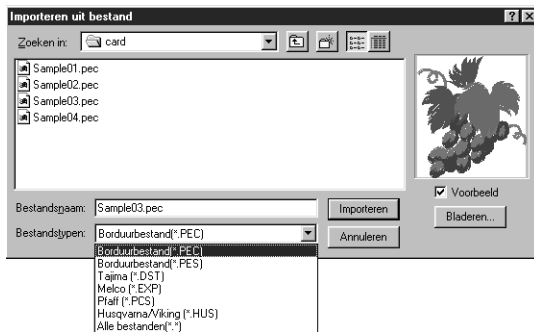 Importeren uit bestand
Zoeken in: card
Sample01.pec
Sample02.pec
Sample03.pec
Sample04.pec
Voorbeeld
Bestandsnaam: Sample03.pec Importeren
Bladeren...
Bestandstypen: Borduurbestand(*.PEC) Annuleren
Borduurbestand(*.PEC)
Borduurbestand(*.PES)
Tajima (*.DST)
Melco (*.EXP)
Pfaff (*.PCS)
Husqvarna/Viking (*.HUS)
Alle bestanden(*.*)